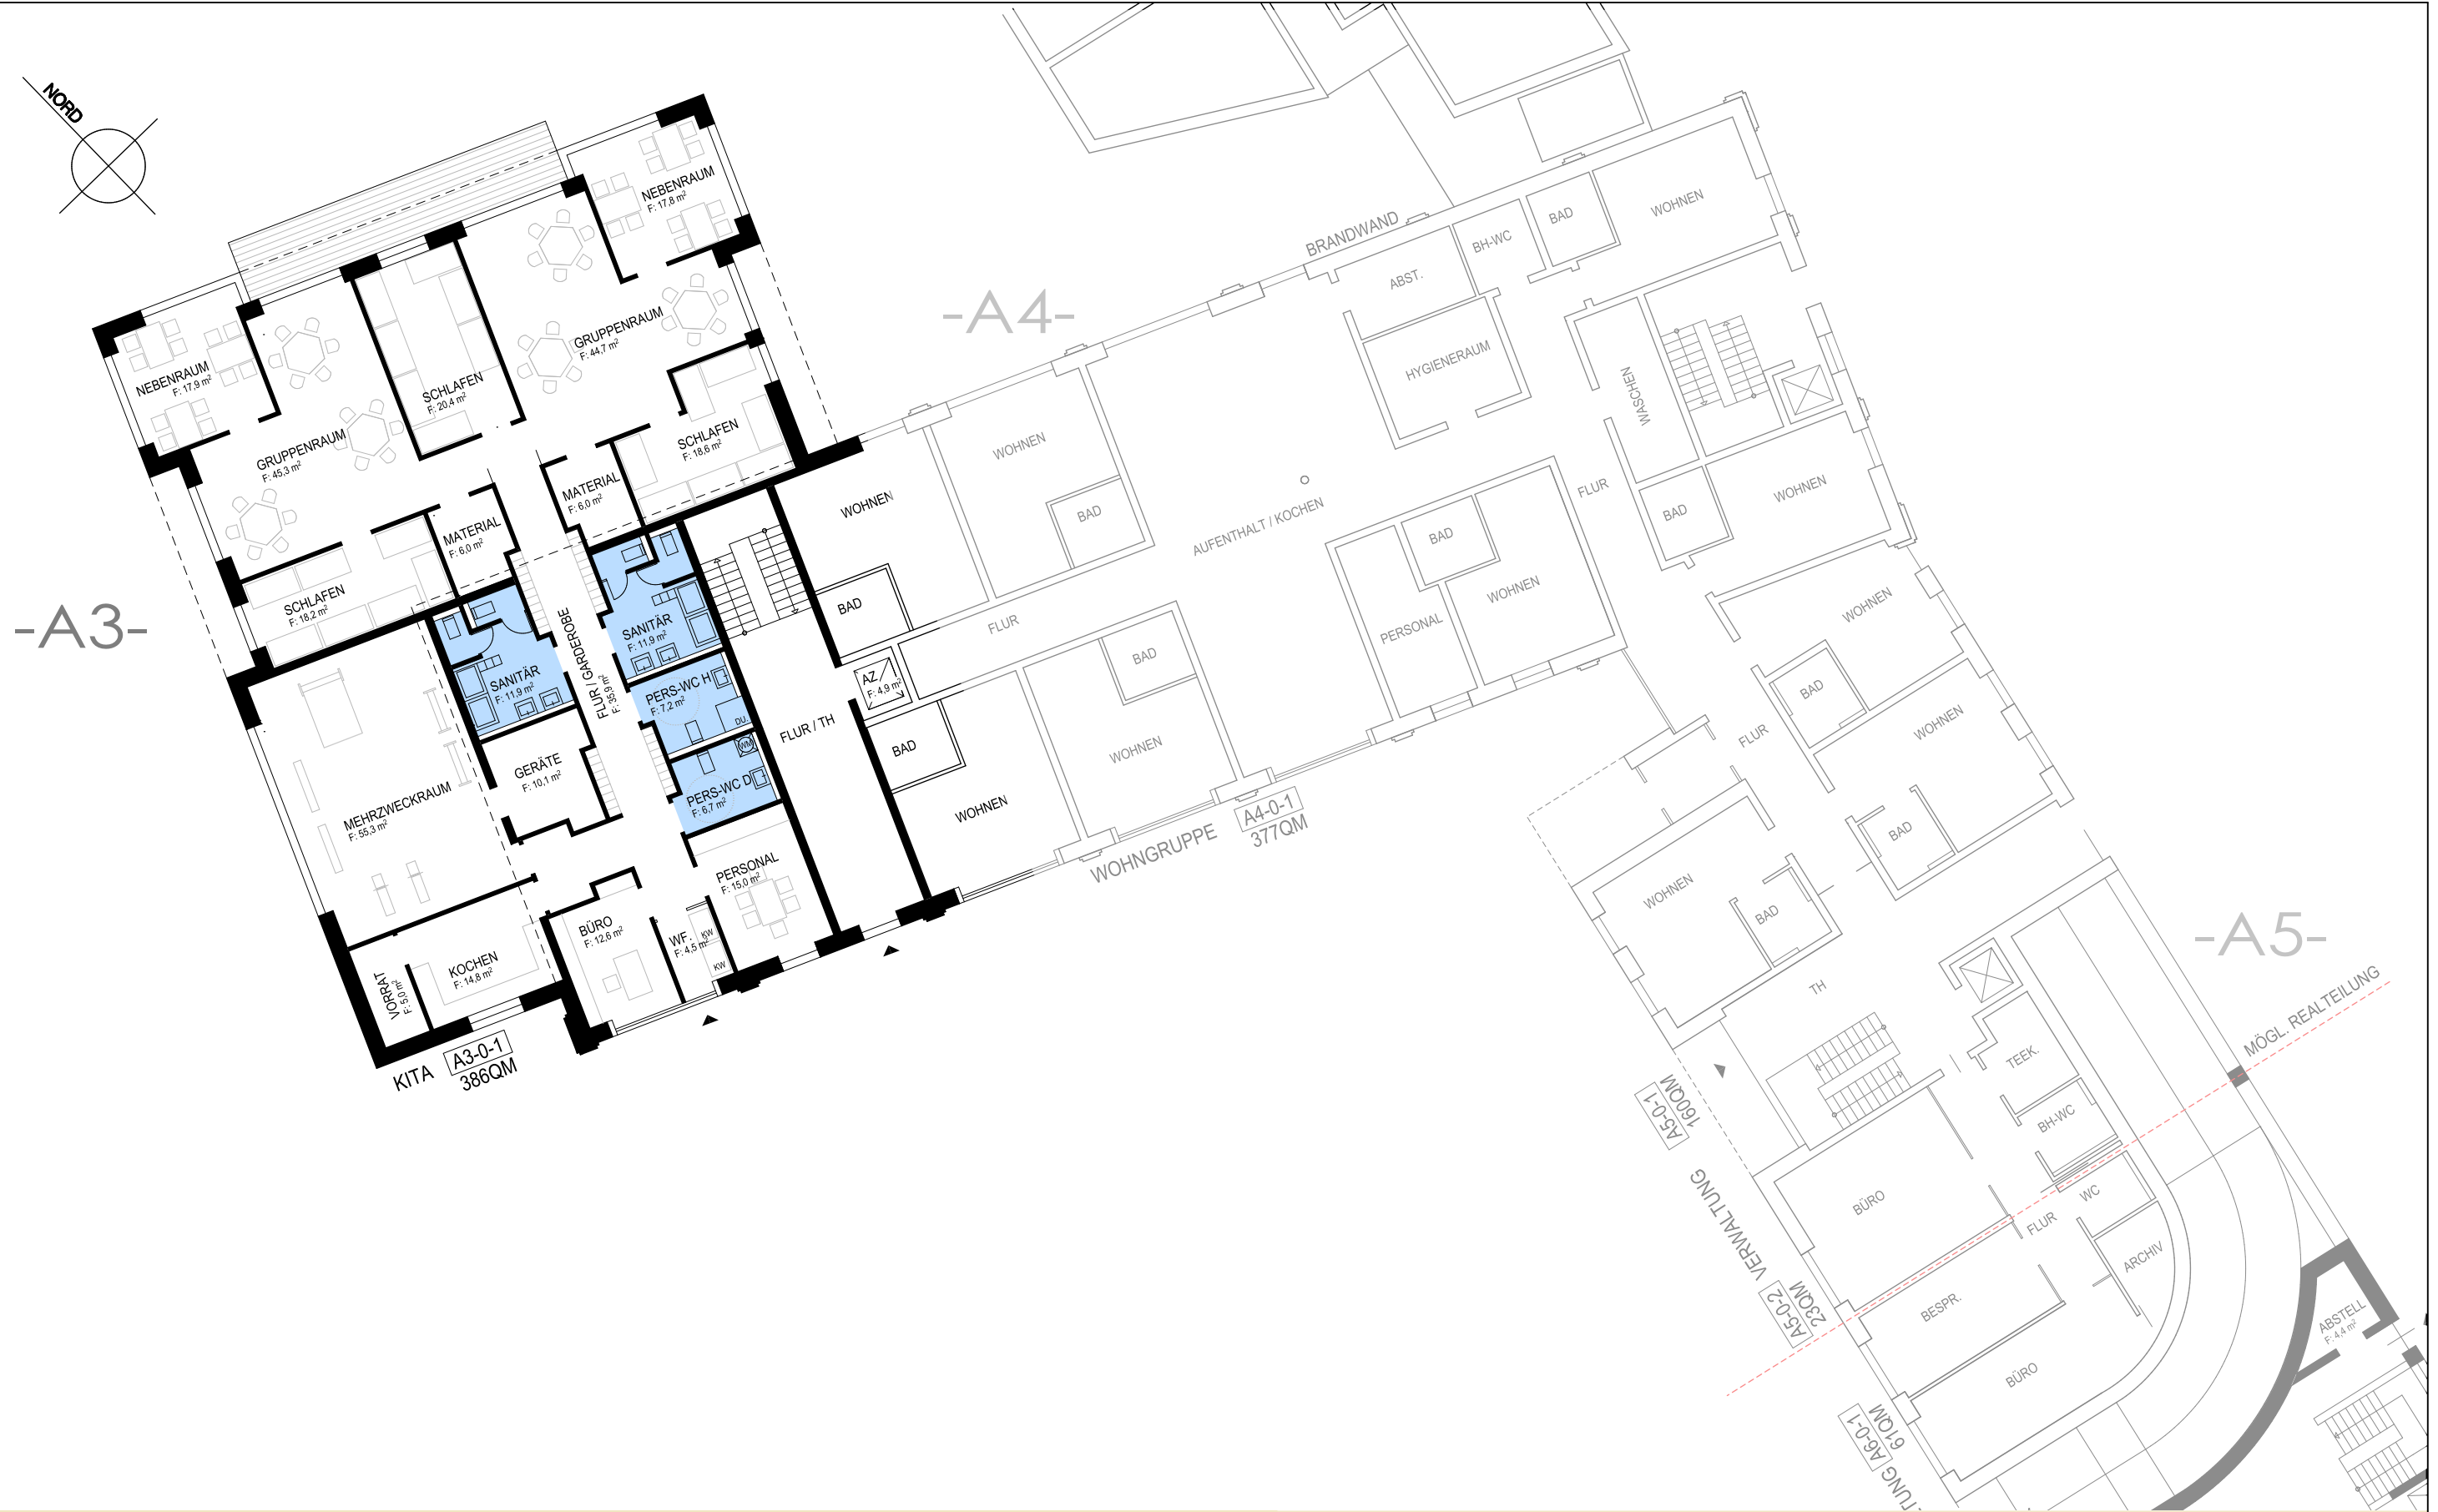 NORD
-A3-
NEBENRAUM
F: 17,8 m²
NEBENRAUM
F: 17,9 m²
GRUPPENRAUM
F: 44,7 m²
GRUPPENRAUM
F: 45,3 m²
SCHLAFEN
F: 20,4 m²
SCHLAFEN
F: 18,6 m²
MATERIAL
F: 6,0 m²
MATERIAL
F: 6,0 m²
SCHLAFEN
F: 18,2 m²
SANITÄR
F: 11,9 m²
SANITÄR
F: 11,9 m²
FLUR / GARDEROBE
F: 35,9 m²
PERS-WC H
F: 7,2 m²
DU.
PERS-WC D
F: 6,7 m²
WM
GERÄTE
F: 10,1 m²
MEHRZWECKRAUM
F: 55,3 m²
PERSONAL
F: 15,0 m²
BÜRO
F: 12,6 m²
WF.
F: 4,5 m²
KW
KW
KOCHEN
F: 14,8 m²
VORRAT
F: 5,0 m²
KITA
A3-0-1
386QM
FLUR / TH
AZ
F: 4,9 m²
WOHNEN
BAD
BAD
WOHNEN
-A4-
BRANDWAND
WOHNEN
BAD
FLUR
BAD
WOHNEN
AUFENTHALT / KOCHEN
ABST.
BH-WC
BAD
WOHNEN
HYGIENERAUM
WASCHEN
FLUR
BAD
WOHNEN
PERSONAL
BAD
WOHNEN
WOHNGRUPPE
A4-0-1
377QM
WOHNEN
BAD
FLUR
WOHNEN
BAD
WOHNEN
BAD
-A5-
TH
TEEK.
BH-WC
WC
FLUR
ARCHIV
BÜRO
BESPR.
BÜRO
MÖGL. REALTEILUNG
A5-0-1
160QM
VERWALTUNG
A5-0-2
23QM
A6-0-1
61QM
TUNG
ABSTELL
F: 4,4 m²